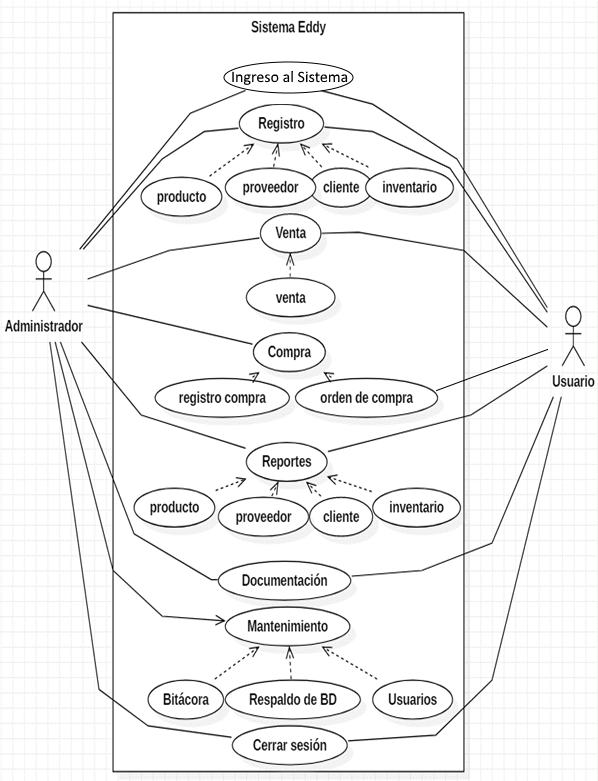 Sistema Eddy
Ingreso al Sistema
Registro
producto
proveedor
cliente
inventario
Venta
venta
Administrador
Compra
Usuario
registro compra
orden de compra
Reportes
producto
proveedor
cliente
inventario
Documentación
Mantenimiento
Bitácora
Respaldo de BD
Usuarios
Cerrar sesión